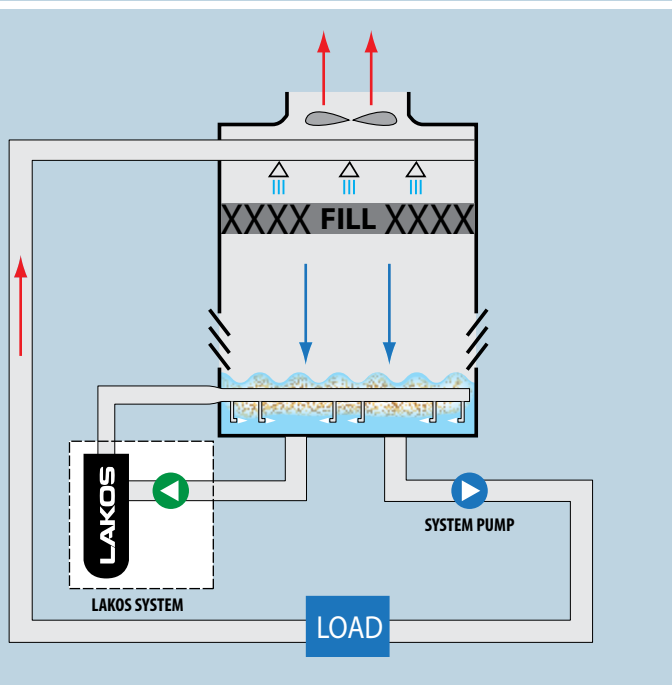 XXXX FILL XXXX
LAKOS
SYSTEM PUMP
LAKOS SYSTEM
LOAD